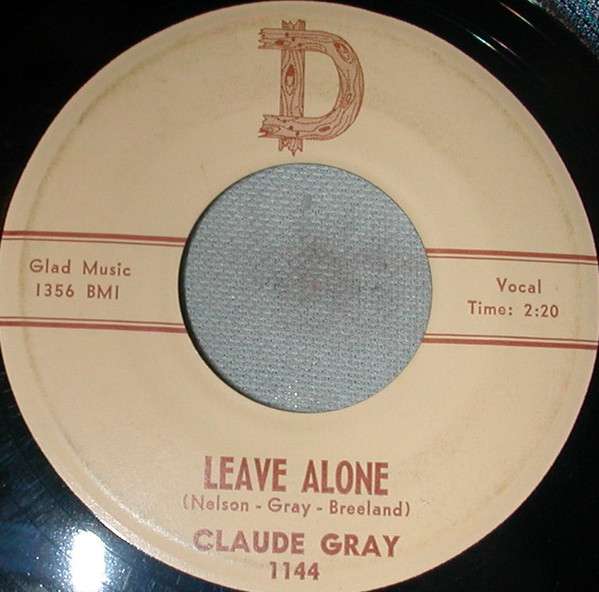 D
Glad Music
1356 BMI
Vocal
Time: 2:20
LEAVE ALONE
(Nelson - Gray - Breeland)
CLAUDE GRAY
1144